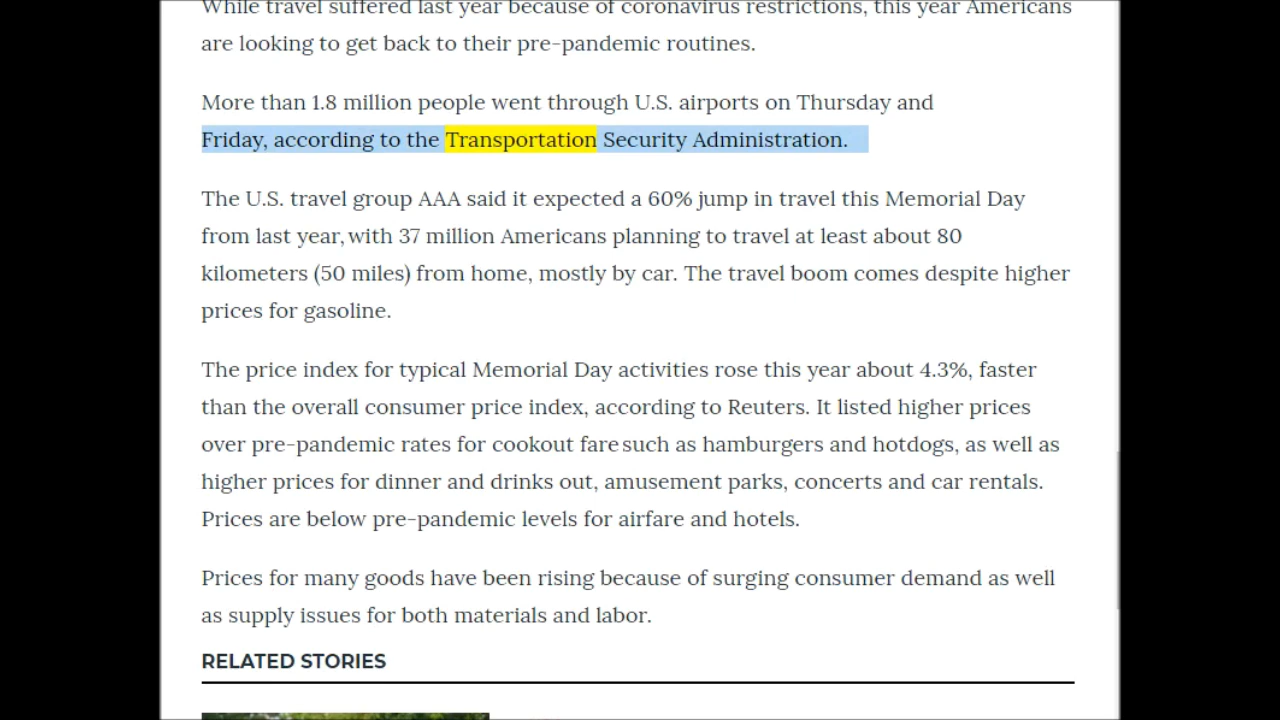 While travel suffered last year because of coronavirus restrictions, this year Americans
are looking to get back to their pre-pandemic routines.
More than 1.8 million people went through U.S. airports on Thursday and
Friday, according to the Transportation Security Administration.
The U.S. travel group AAA said it expected a 60% jump in travel this Memorial Day
from last year, with 37 million Americans planning to travel at least about 80
kilometers (50 miles) from home, mostly by car. The travel boom comes despite higher
prices for gasoline.
The price index for typical Memorial Day activities rose this year about 4.3%, faster
than the overall consumer price index, according to Reuters. It listed higher prices
over pre-pandemic rates for cookout fare such as hamburgers and hotdogs, as well as
higher prices for dinner and drinks out, amusement parks, concerts and car rentals.
Prices are below pre-pandemic levels for airfare and hotels.
Prices for many goods have been rising because of surging consumer demand as well
as supply issues for both materials and labor.
RELATED STORIES